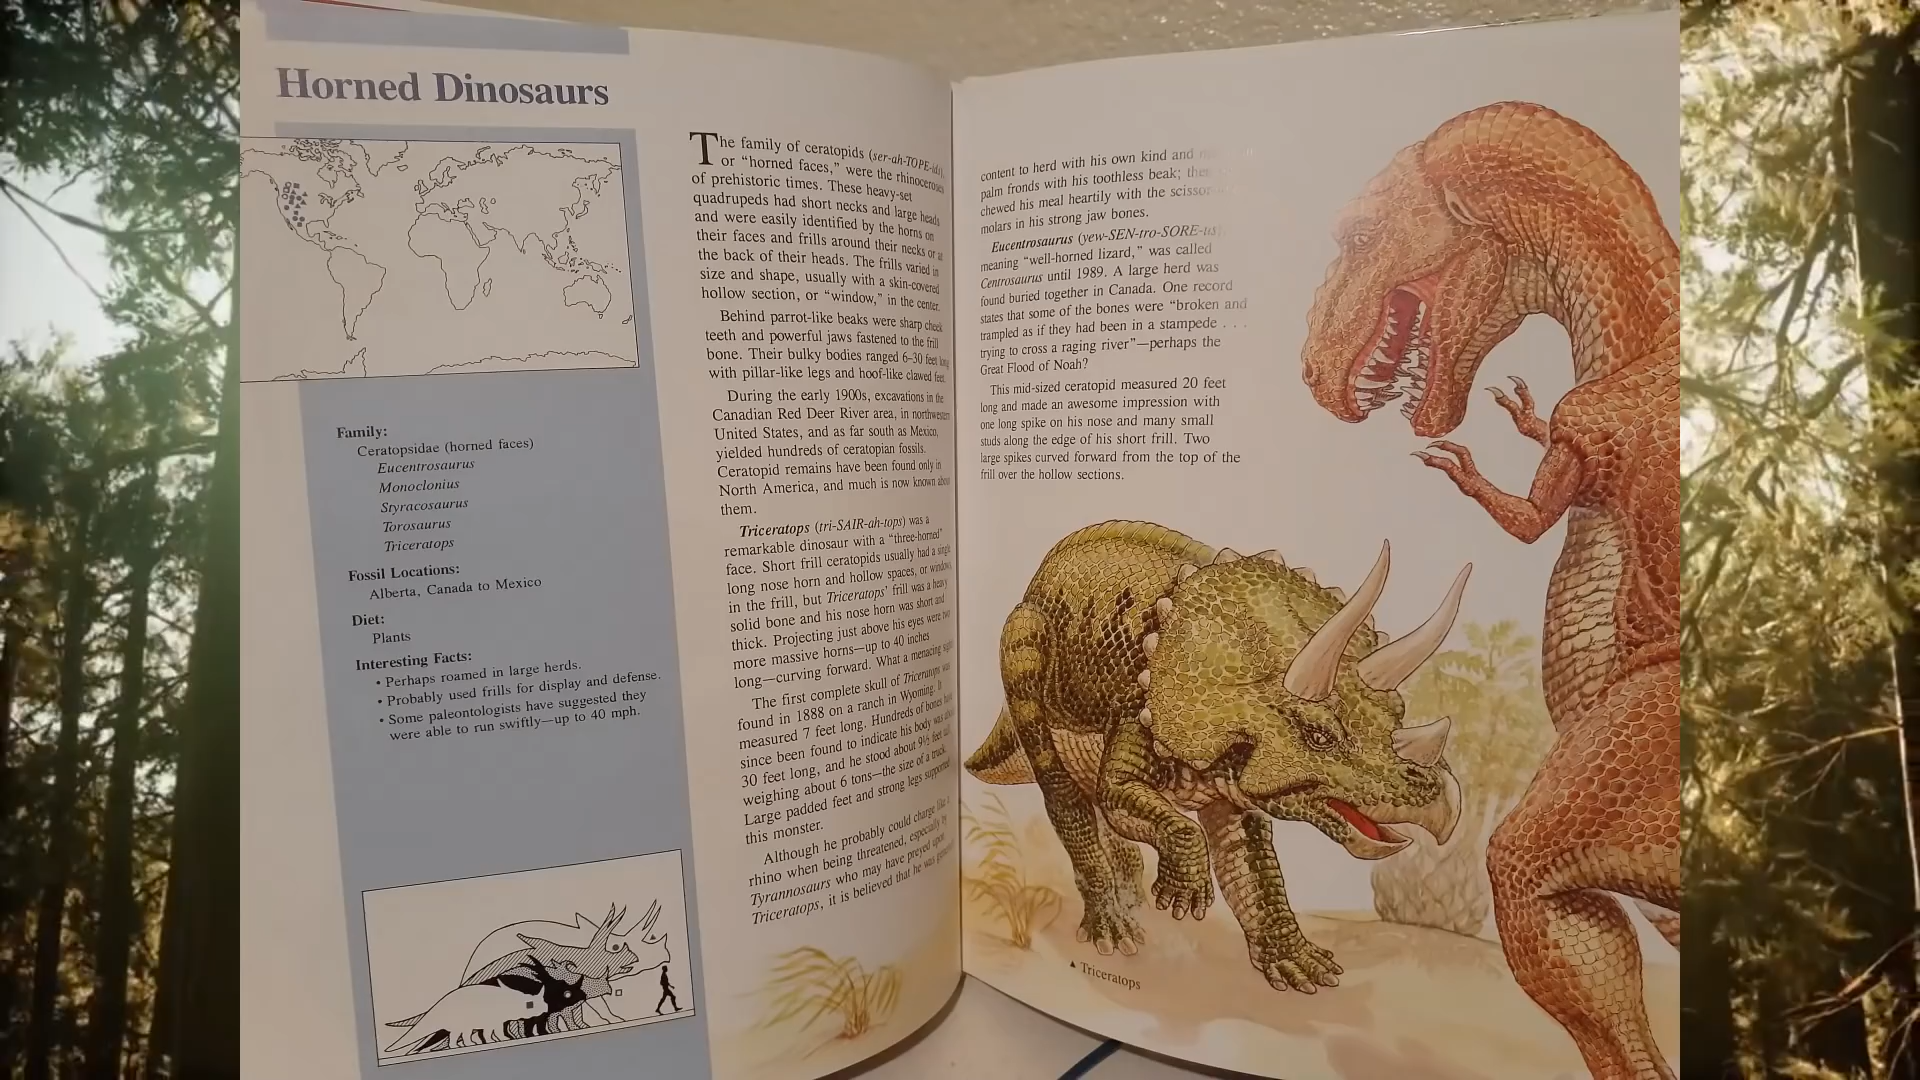 Horned Dinosaurs
Family:
Ceratopsidae (horned faces)
Eucentrosaurus
Monoclonius
Styracosaurus
Torosaurus
Triceratops
Fossil Locations:
Alberta, Canada to Mexico
Diet:
Plants
Interesting Facts:
• Perhaps roamed in large herds.
• Probably used frills for display and defense.
• Some paleontologists have suggested they
were able to run swiftly—up to 40 mph.
The family of ceratopids (ser-ah-TOPE-ids),
or “horned faces,” were the rhinoceroses
of prehistoric times. These heavy-set
quadrupeds had short necks and large heads
and were easily identified by the horns on
their faces and frills around their necks or at
the back of their heads. The frills varied in
size and shape, usually with a skin-covered
hollow section, or “window,” in the center.
Behind parrot-like beaks were sharp cheek
teeth and powerful jaws fastened to the frill
bone. Their bulky bodies ranged 6-30 feet long
with pillar-like legs and hoof-like clawed feet.
During the early 1900s, excavations in the
Canadian Red Deer River area, in northwestern
United States, and as far south as Mexico,
yielded hundreds of ceratopian fossils.
Ceratopid remains have been found only in
North America, and much is now known about
them.
Triceratops (tri-SAIR-ah-tops) was a
remarkable dinosaur with a “three-horned”
face. Short frill ceratopids usually had a single
long nose horn and hollow spaces, or windows,
in the frill, but Triceratops’ frill was a heavy
solid bone and his nose horn was short and
thick. Projecting just above his eyes were two
more massive horns—up to 40 inches
long—curving forward. What a menacing sight
The first complete skull of Triceratops was
found in 1888 on a ranch in Wyoming. It
measured 7 feet long. Hundreds of bones have
since been found to indicate his body was about
30 feet long, and he stood about 9½ feet tall
weighing about 6 tons—the size of a truck.
Large padded feet and strong legs supported
this monster.
Although he probably could charge like a
rhino when being threatened, especially by
Tyrannosaurs who may have preyed upon
Triceratops, it is believed that he was generally
content to herd with his own kind and
palm fronds with his toothless beak; then
chewed his meal heartily with the
molars in his strong jaw bones.
Eucentrosaurus (yew-SEN-tro-SORE-us),
meaning “well-horned lizard,” was called
Centrosaurus until 1989. A large herd was
found buried together in Canada. One record
states that some of the bones were “broken and
trampled as if they had been in a stampede . . .
trying to cross a raging river”—perhaps the
Great Flood of Noah?
This mid-sized ceratopid measured 20 feet
long and made an awesome impression with
one long spike on his nose and many small
studs along the edge of his short frill. Two
large spikes curved forward from the top of the
frill over the hollow sections.
▲ Triceratops